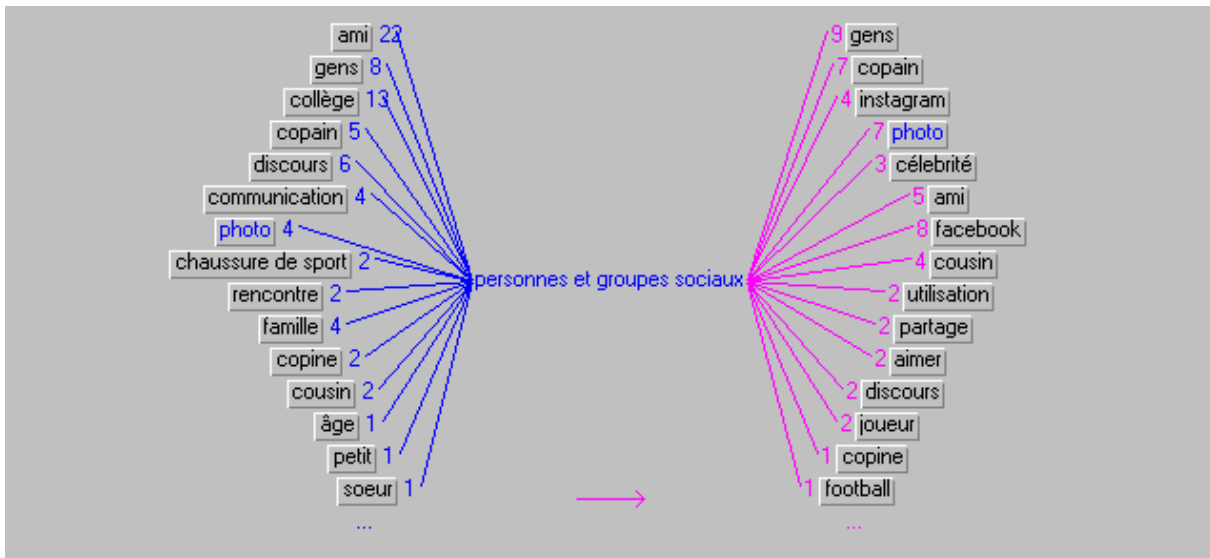 ami 22
gens 8
collège 13
copain 5
discours 6
communication 4
photo 4
chaussure de sport 2
rencontre 2
famille 4
copine 2
cousin 2
âge 1
petit 1
soeur 1
...
personnes et groupes sociaux
9 gens
7 copain
4 instagram
7 photo
3 célebrité
5 ami
8 facebook
4 cousin
2 utilisation
2 partage
2 aimer
2 discours
2 joueur
1 copine
1 football
...